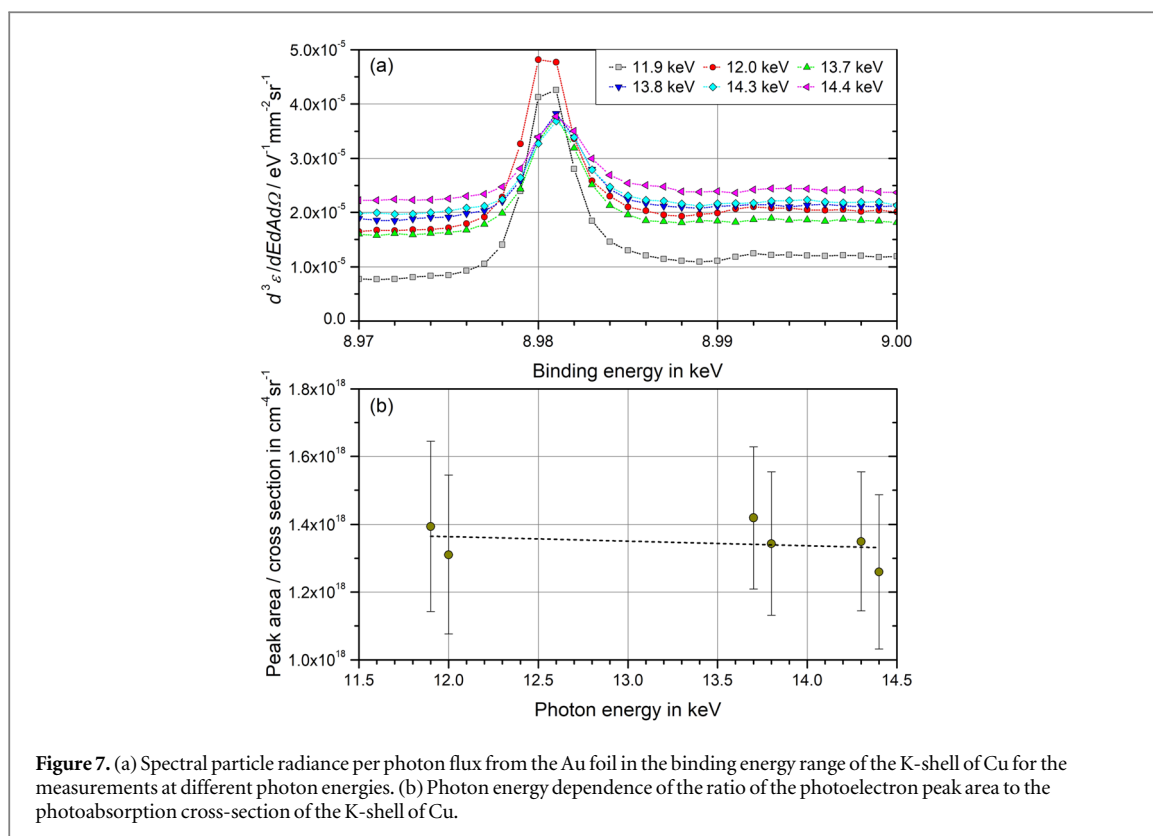 (a)
11.9 keV 12.0 keV 13.7 keV
13.8 keV 14.3 keV 14.4 keV
5.0x10⁻⁵
4.0x10⁻⁵
3.0x10⁻⁵
2.0x10⁻⁵
1.0x10⁻⁵
0.0
d³ε/dEdAdΩ / eV⁻¹mm⁻²sr⁻¹
8.97 8.98 8.99 9.00
Binding energy in keV
(b)
1.8x10¹⁸
1.6x10¹⁸
1.4x10¹⁸
1.2x10¹⁸
1.0x10¹⁸
Peak area / cross section in cm⁻⁴sr⁻¹
11.5 12.0 12.5 13.0 13.5 14.0 14.5
Photon energy in keV
Figure 7. (a) Spectral particle radiance per photon flux from the Au foil in the binding energy range of the K-shell of Cu for the
measurements at different photon energies. (b) Photon energy dependence of the ratio of the photoelectron peak area to the
photoabsorption cross-section of the K-shell of Cu.